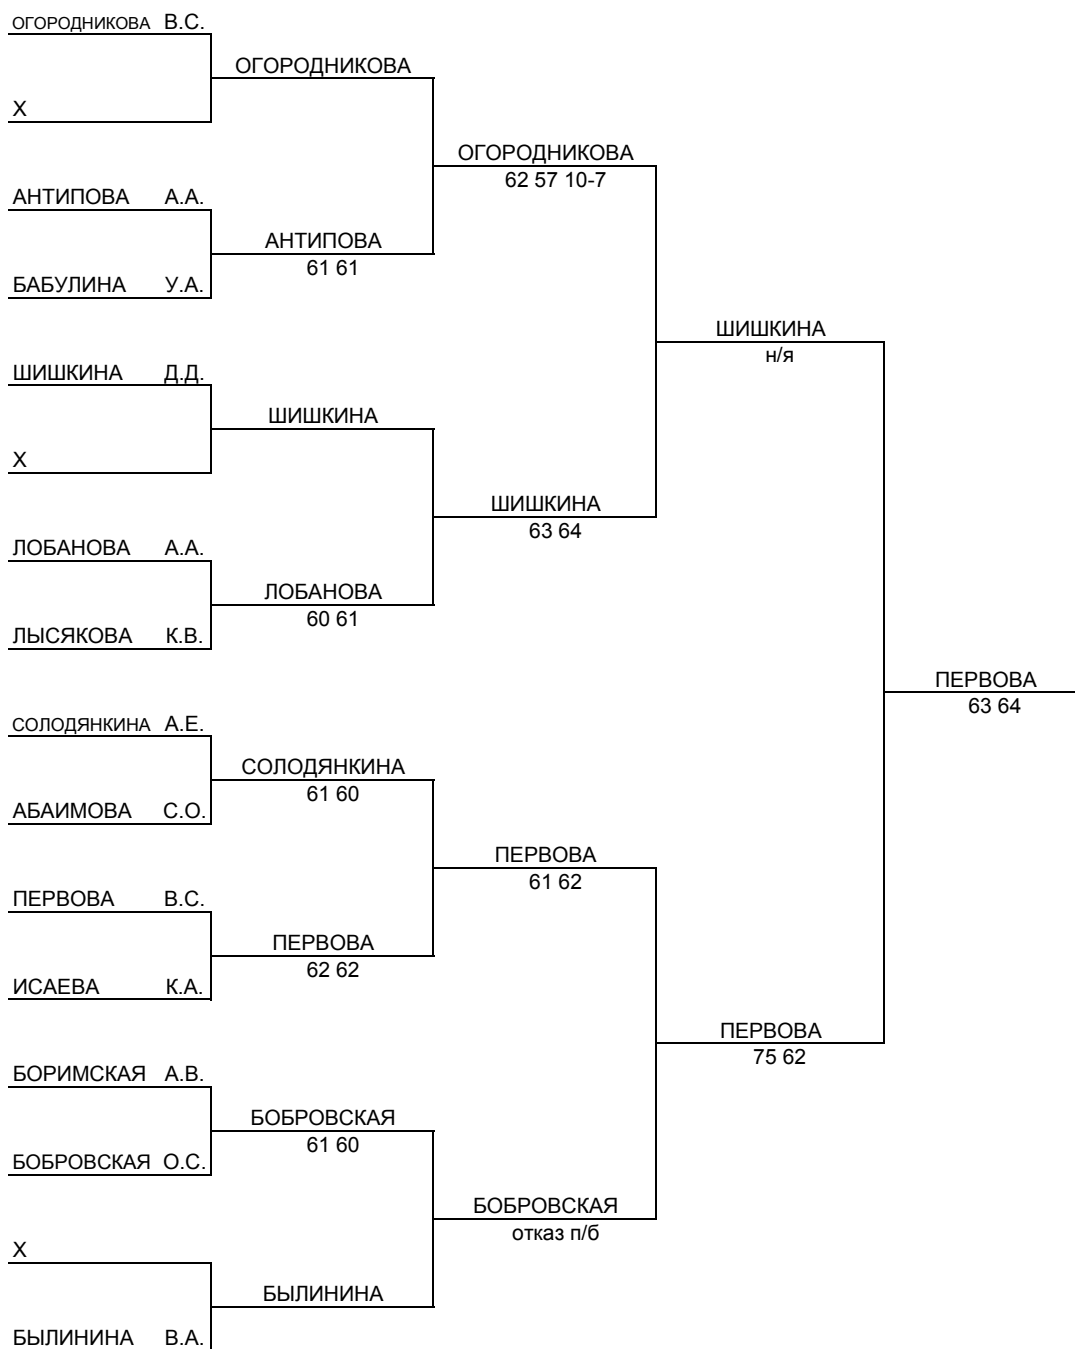 ОГОРОДНИКОВА В.С.
ОГОРОДНИКОВА
Х
ОГОРОДНИКОВА
62 57 10-7
АНТИПОВА А.А.
АНТИПОВА
61 61
БАБУЛИНА У.А.
ШИШКИНА
н/я
ШИШКИНА Д.Д.
ШИШКИНА
Х
ШИШКИНА
63 64
ЛОБАНОВА А.А.
ЛОБАНОВА
60 61
ЛЫСЯКОВА К.В.
ПЕРВОВА
63 64
СОЛОДЯНКИНА А.Е.
СОЛОДЯНКИНА
61 60
АБАИМОВА С.О.
ПЕРВОВА
61 62
ПЕРВОВА В.С.
ПЕРВОВА
62 62
ИСАЕВА К.А.
ПЕРВОВА
75 62
БОРИМСКАЯ А.В.
БОБРОВСКАЯ
61 60
БОБРОВСКАЯ О.С.
БОБРОВСКАЯ
отказ п/б
Х
БЫЛИНИНА
БЫЛИНИНА В.А.